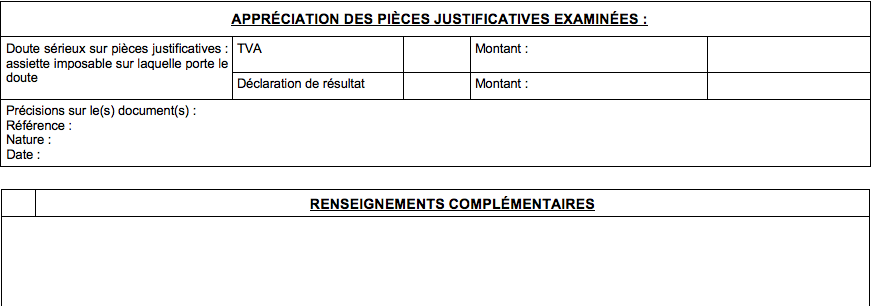 APPRÉCIATION DES PIÈCES JUSTIFICATIVES EXAMINÉES :
Doute sérieux sur pièces justificatives :
assiette imposable sur laquelle porte le
doute
TVA
Montant :
Déclaration de résultat
Montant :
Précisions sur le(s) document(s) :
Référence :
Nature :
Date :
RENSEIGNEMENTS COMPLÉMENTAIRES